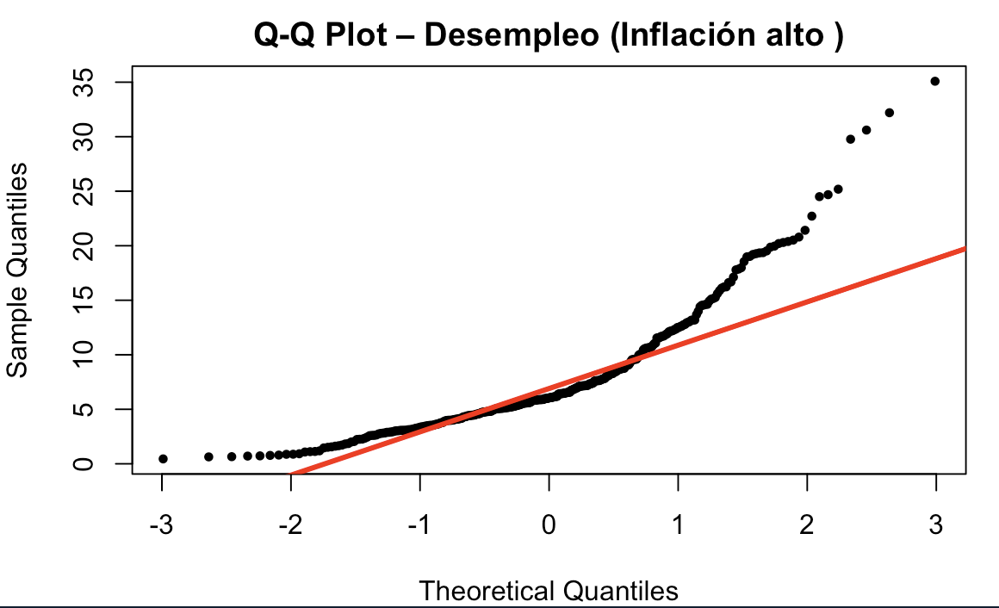 Q-Q Plot – Desempleo (Inflación alto )
Sample Quantiles
35
30
25
20
15
10
5
0
-3 -2 -1 0 1 2 3
Theoretical Quantiles